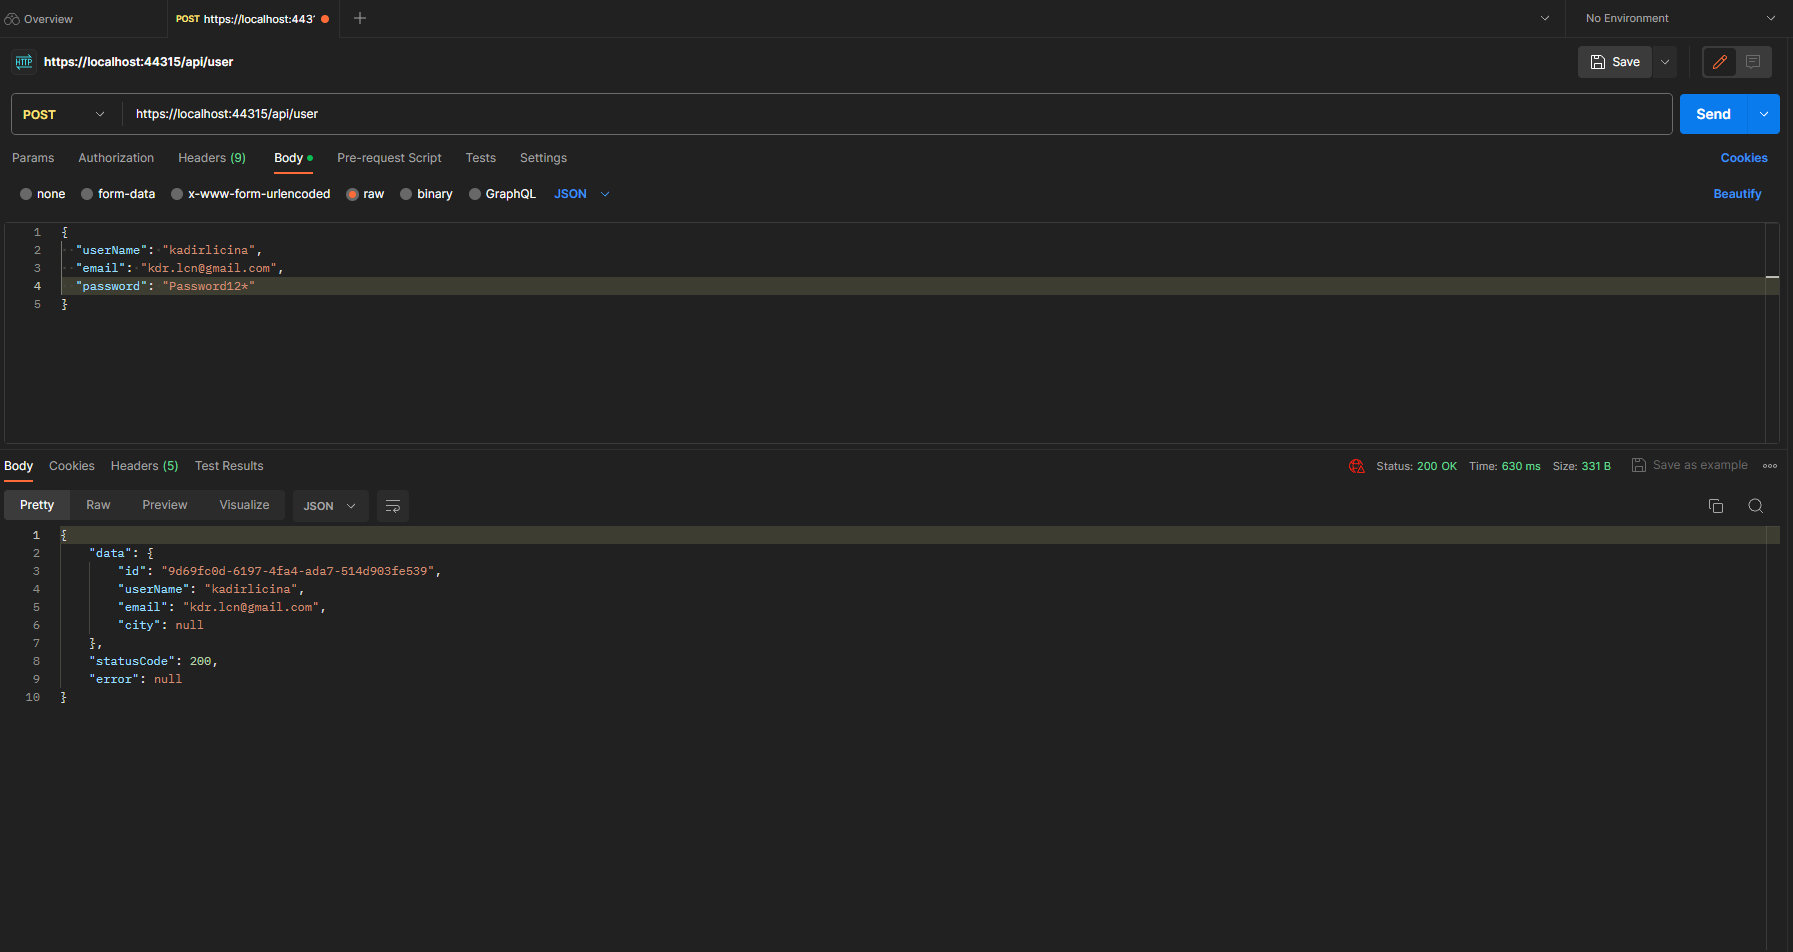 Overview
POST https://localhost:443'
No Environment
HTTP https://localhost:44315/api/user
Save
POST https://localhost:44315/api/user
Send
Params Authorization Headers (9) Body Pre-request Script Tests Settings Cookies
none form-data x-www-form-urlencoded raw binary GraphQL JSON Beautify
1 {
2 "userName": "kadirlicina",
3 "email": "kdr.lcn@gmail.com",
4 "password": "Password12*"
5 }
Body Cookies Headers (5) Test Results Status: 200 OK Time: 630 ms Size: 331 B Save as example
Pretty Raw Preview Visualize JSON
1 {
2 "data": {
3 "id": "9d69fc0d-6197-4fa4-ada7-514d903fe539",
4 "userName": "kadirlicina",
5 "email": "kdr.lcn@gmail.com",
6 "city": null
7 },
8 "statusCode": 200,
9 "error": null
10 }